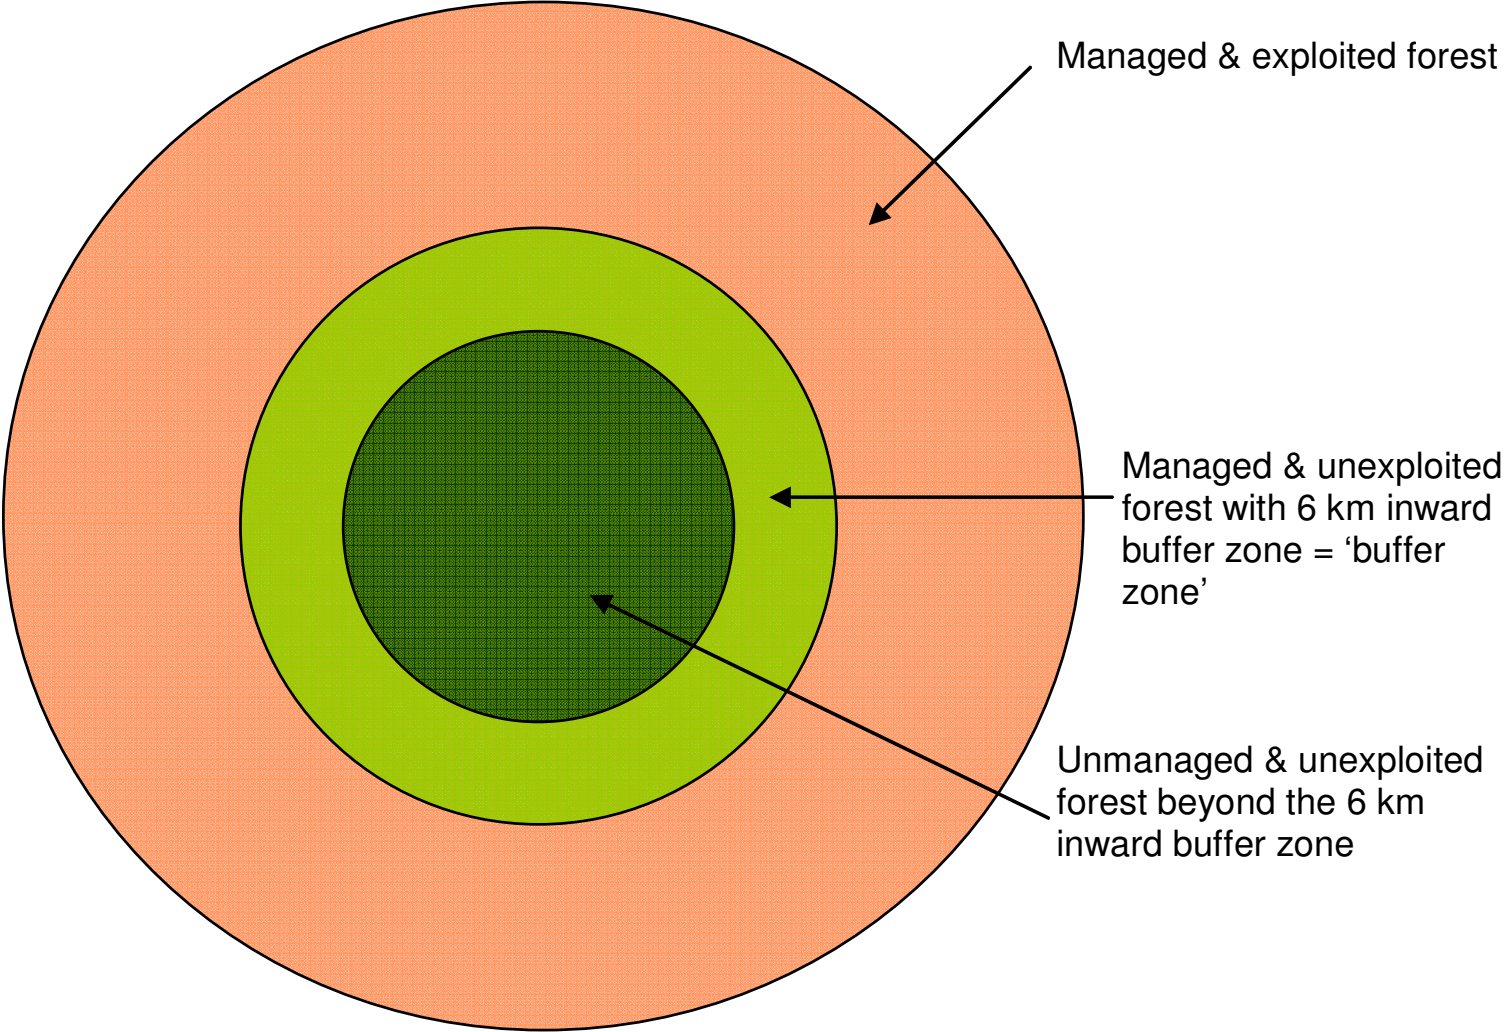 Managed & exploited forest
Managed & unexploited
forest with 6 km inward
buffer zone = ‘buffer
zone’
Unmanaged & unexploited
forest beyond the 6 km
inward buffer zone